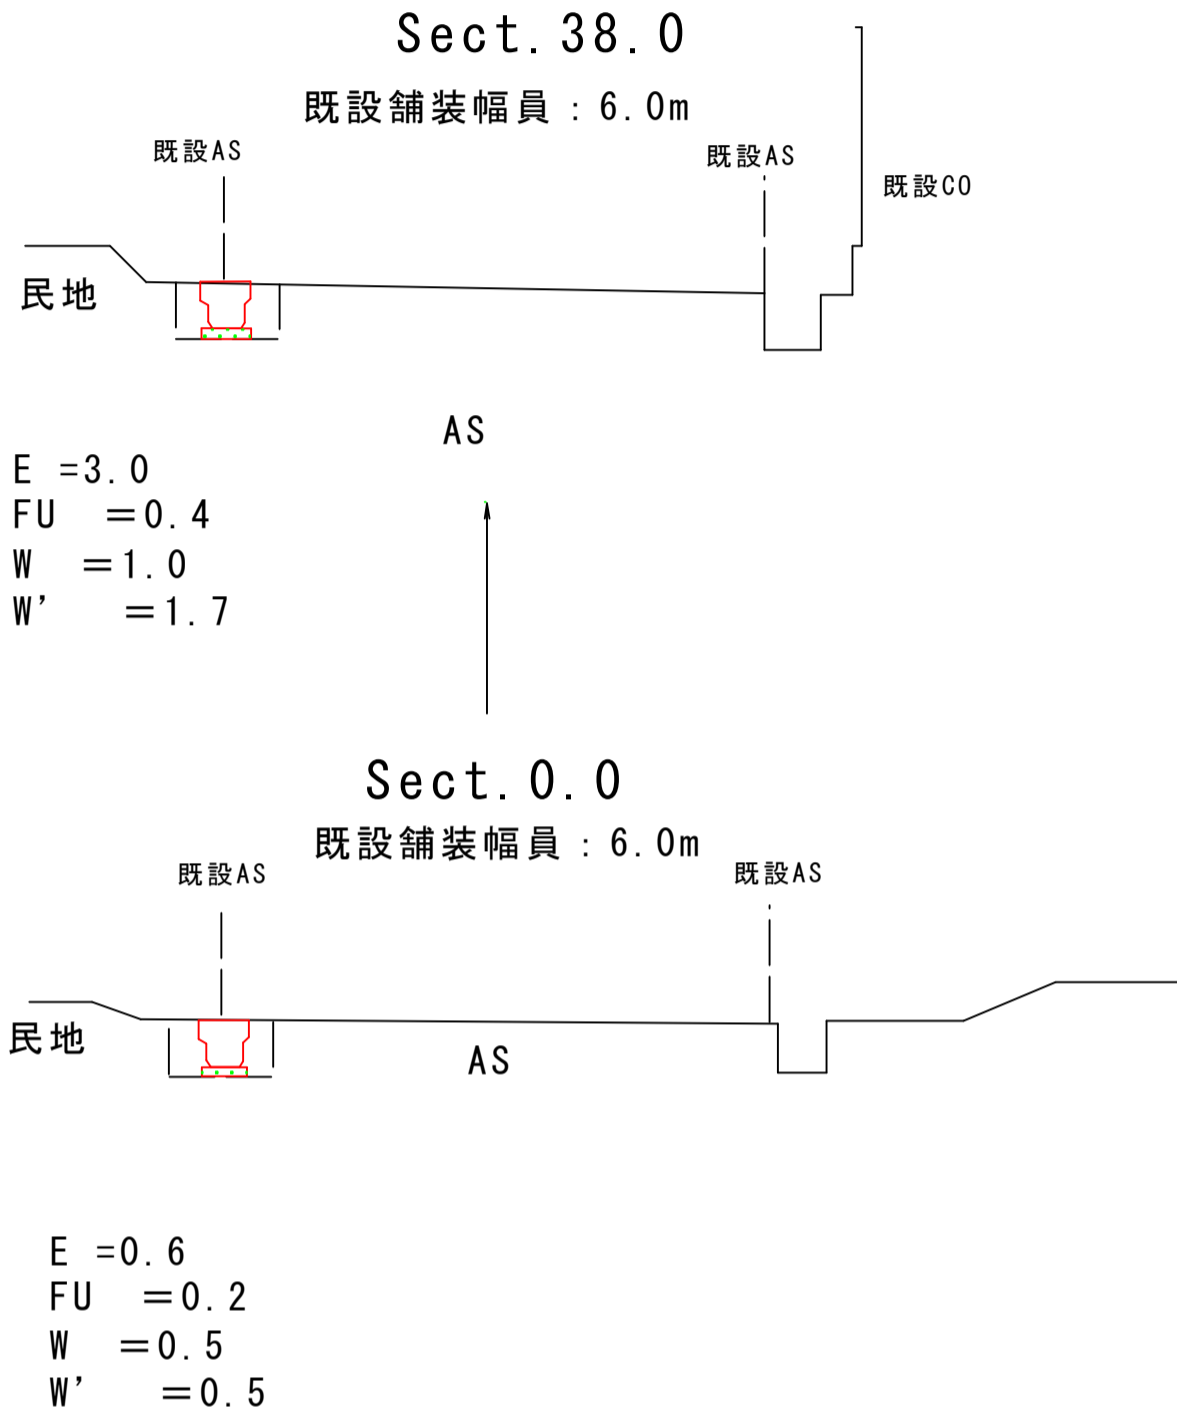 Sect.38.0
既設舗装幅員:6.0m
既設AS
既設AS
既設CO
民地
AS
E =3.0
FU =0.4
W =1.0
W' =1.7
Sect.0.0
既設舗装幅員:6.0m
既設AS
既設AS
民地
AS
E =0.6
FU =0.2
W =0.5
W' =0.5